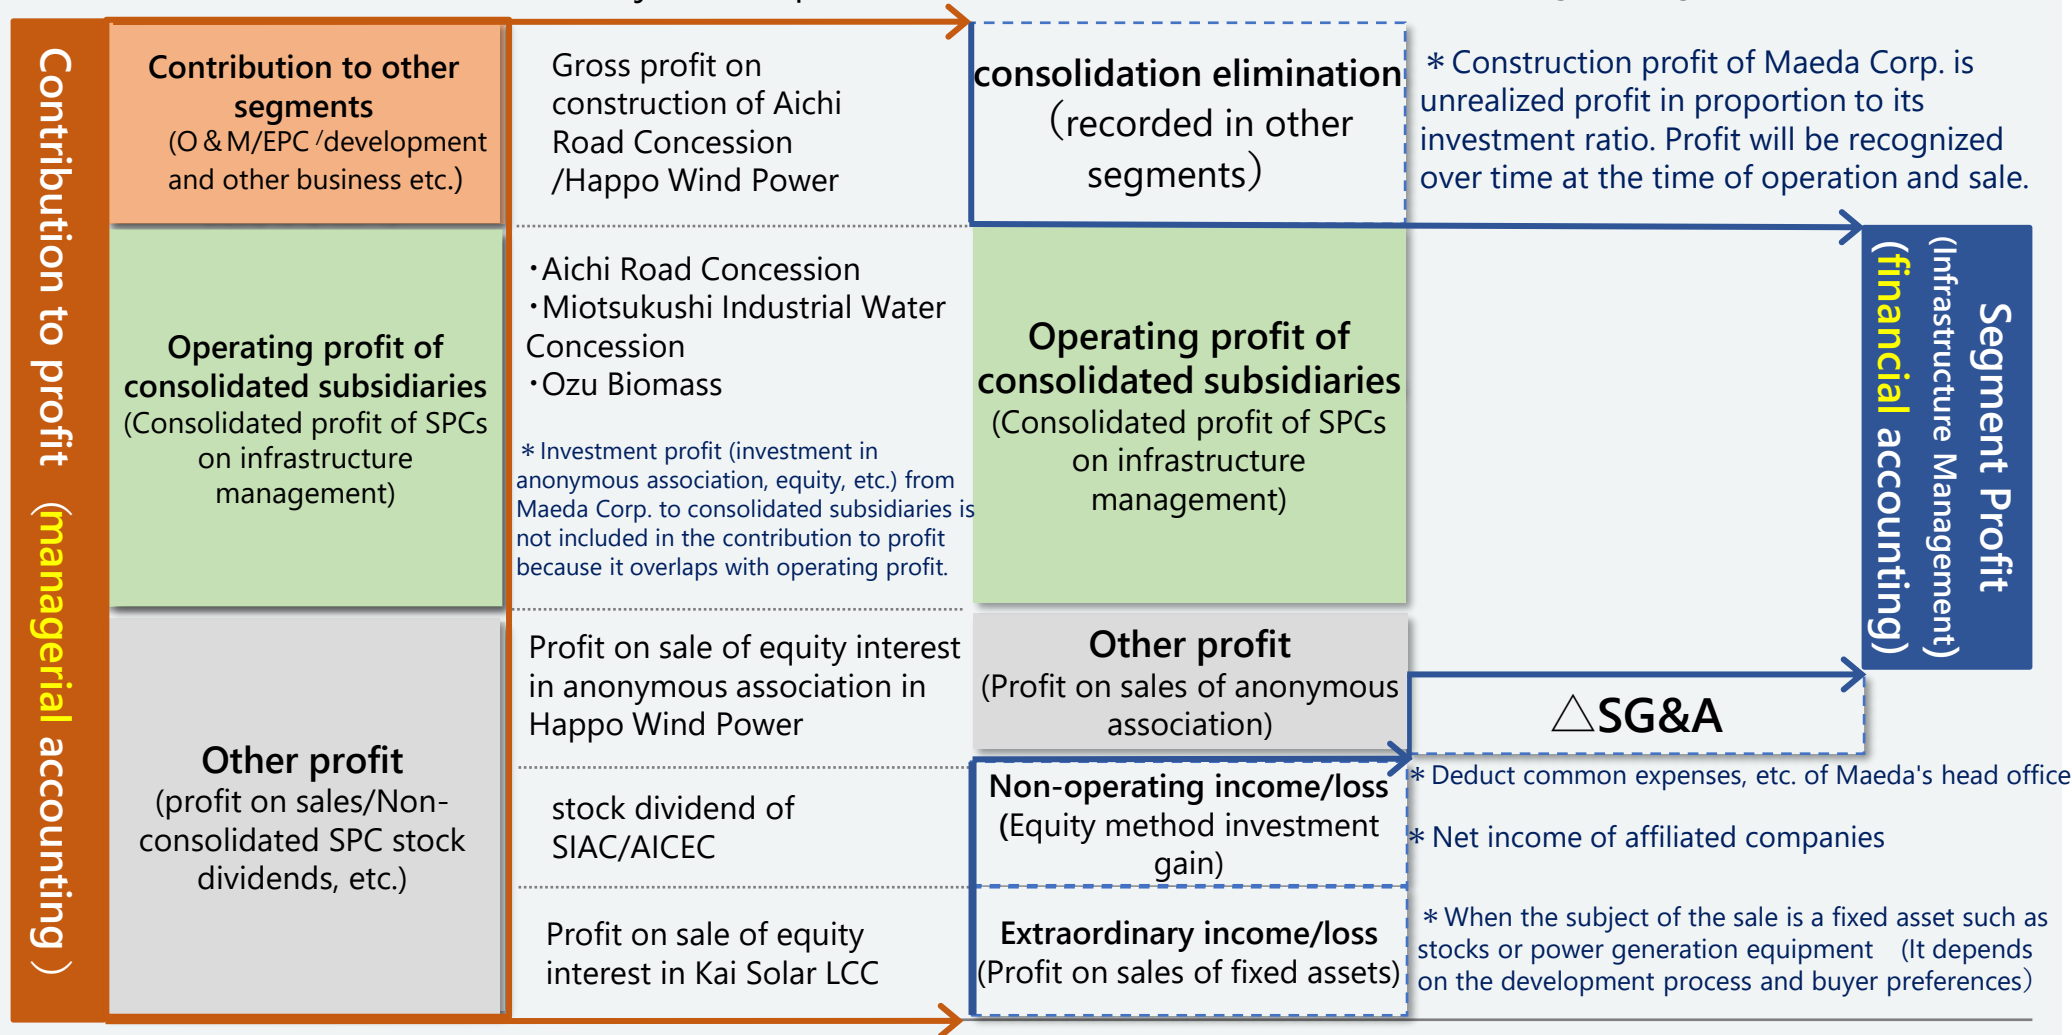 Contribution to profit （managerial accounting）
Contribution to other
segments
(O＆M/EPC /development
and other business etc.)
Operating profit of
consolidated subsidiaries
(Consolidated profit of SPCs
on infrastructure
management)
Other profit
(profit on sales/Non-
consolidated SPC stock
dividends, etc.)
Gross profit on
construction of Aichi
Road Concession
/Happo Wind Power
・Aichi Road Concession
・Miotsukushi Industrial Water
Concession
・Ozu Biomass
＊Investment profit (investment in
anonymous association, equity, etc.) from
Maeda Corp. to consolidated subsidiaries is
not included in the contribution to profit
because it overlaps with operating profit.
Profit on sale of equity interest
in anonymous association in
Happo Wind Power
stock dividend of
SIAC/AICEC
Profit on sale of equity
interest in Kai Solar LCC
consolidation elimination
（recorded in other
segments）
Operating profit of
consolidated subsidiaries
(Consolidated profit of SPCs
on infrastructure
management)
Other profit
(Profit on sales of anonymous
association)
Non-operating income/loss
(Equity method investment
gain)
Extraordinary income/loss
(Profit on sales of fixed assets)
＊Construction profit of Maeda Corp. is
unrealized profit in proportion to its
investment ratio. Profit will be recognized
over time at the time of operation and sale.
△SG&A
＊Deduct common expenses, etc. of Maeda's head office
＊Net income of affiliated companies
＊When the subject of the sale is a fixed asset such as
stocks or power generation equipment （It depends
on the development process and buyer preferences）
Segment Profit
(Infrastructure Management)
(financial accounting)